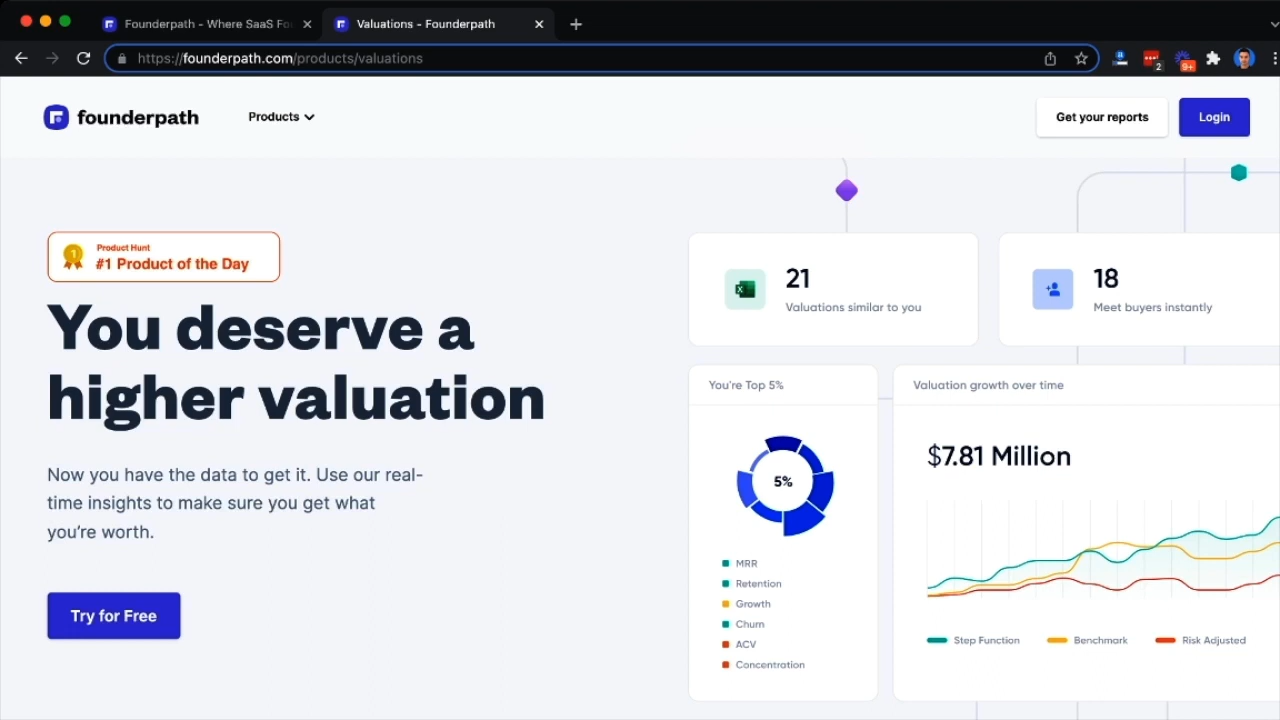 Founderpath - Where SaaS Fo
Valuations - Founderpath
https://founderpath.com/products/valuations
2
9+
founderpath
Products
Get your reports
Login
Product Hunt
1
#1 Product of the Day
You deserve a
higher valuation
Now you have the data to get it. Use our real-
time insights to make sure you get what
you’re worth.
Try for Free
21
Valuations similar to you
18
Meet buyers instantly
You're Top 5%
5%
MRR
Retention
Growth
Churn
ACV
Concentration
Valuation growth over time
$7.81 Million
Step Function
Benchmark
Risk Adjusted